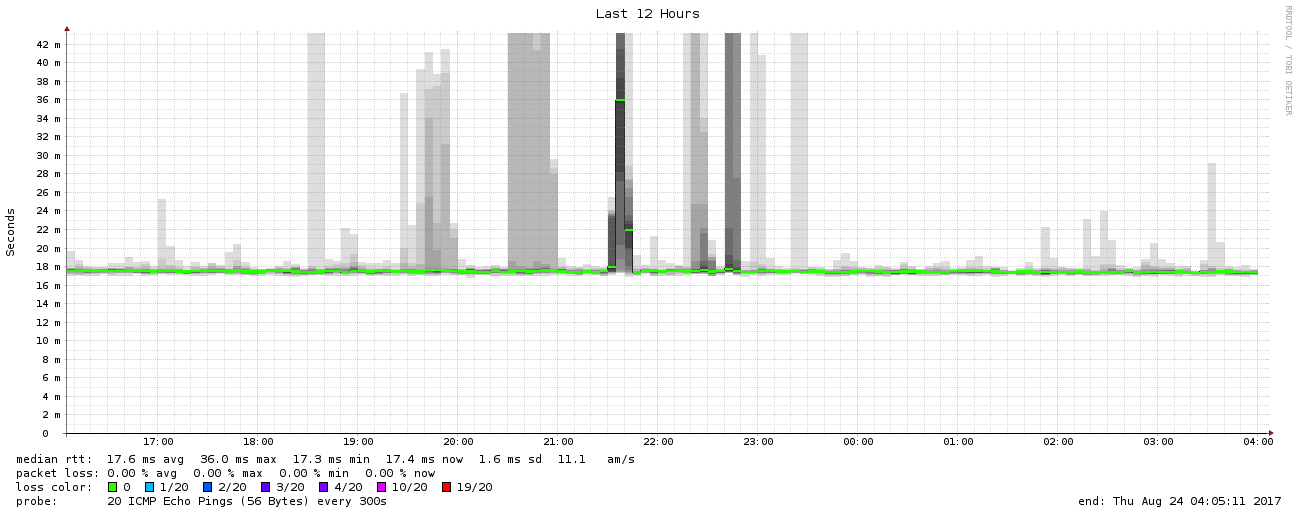 Last 12 Hours
RRDTOOL / TOBI OETIKER
Seconds
42 m
40 m
38 m
36 m
34 m
32 m
30 m
28 m
26 m
24 m
22 m
20 m
18 m
16 m
14 m
12 m
10 m
8 m
6 m
4 m
2 m
0
17:00 18:00 19:00 20:00 21:00 22:00 23:00 00:00 01:00 02:00 03:00 04:00
median rtt: 17.6 ms avg 36.0 ms max 17.3 ms min 17.4 ms now 1.6 ms sd 11.1 am/s
packet loss: 0.00 % avg 0.00 % max 0.00 % min 0.00 % now
loss color: 0 1/20 2/20 3/20 4/20 10/20 19/20
probe: 20 ICMP Echo Pings (56 Bytes) every 300s end: Thu Aug 24 04:05:11 2017